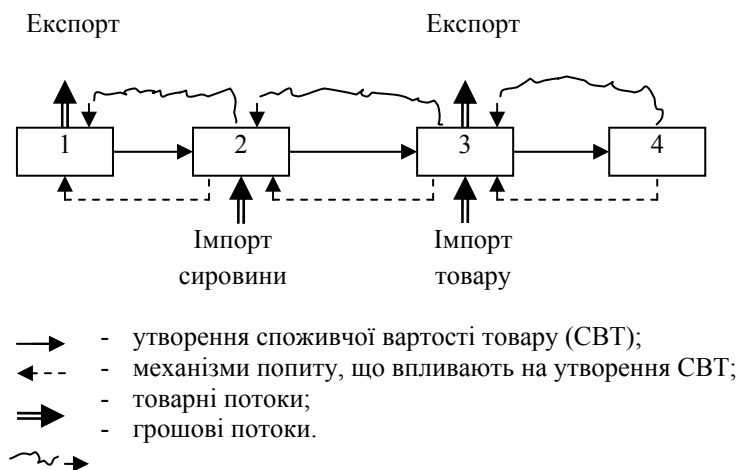 Експорт Експорт
1 2 3 4
Імпорт Імпорт
сировини товару
- утворення споживчої вартості товару (СВТ);
- механізми попиту, що впливають на утворення СВТ;
- товарні потоки;
- грошові потоки.